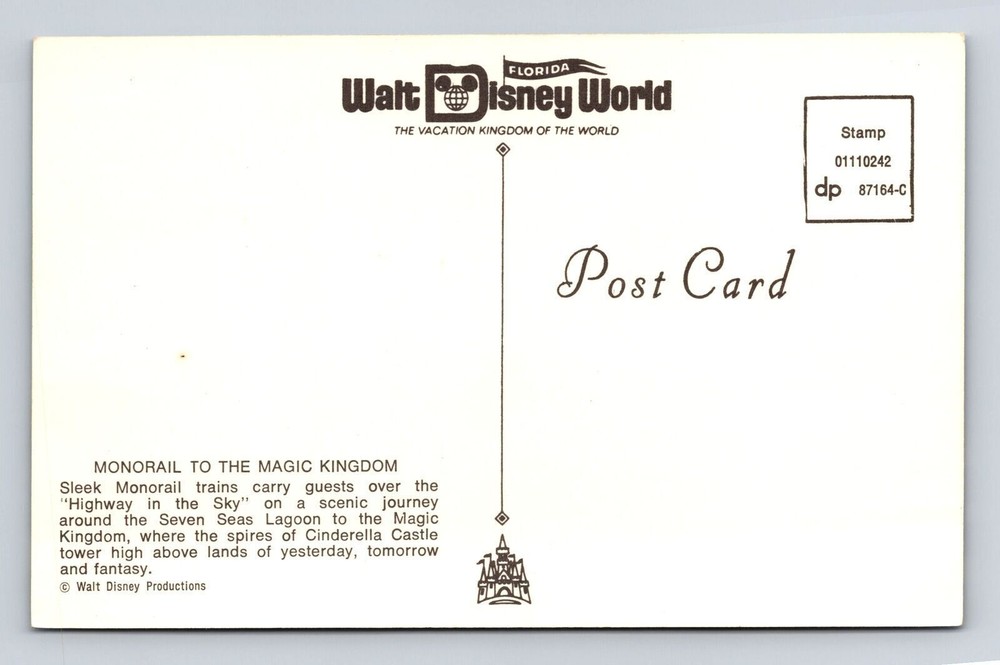 FLORIDA
Walt Disney World
THE VACATION KINGDOM OF THE WORLD
Stamp
01110242
dp 87164-C
Post Card
MONORAIL TO THE MAGIC KINGDOM
Sleek Monorail trains carry guests over the
"Highway in the Sky" on a scenic journey
around the Seven Seas Lagoon to the Magic
Kingdom, where the spires of Cinderella Castle
tower high above lands of yesterday, tomorrow
and fantasy.
© Walt Disney Productions